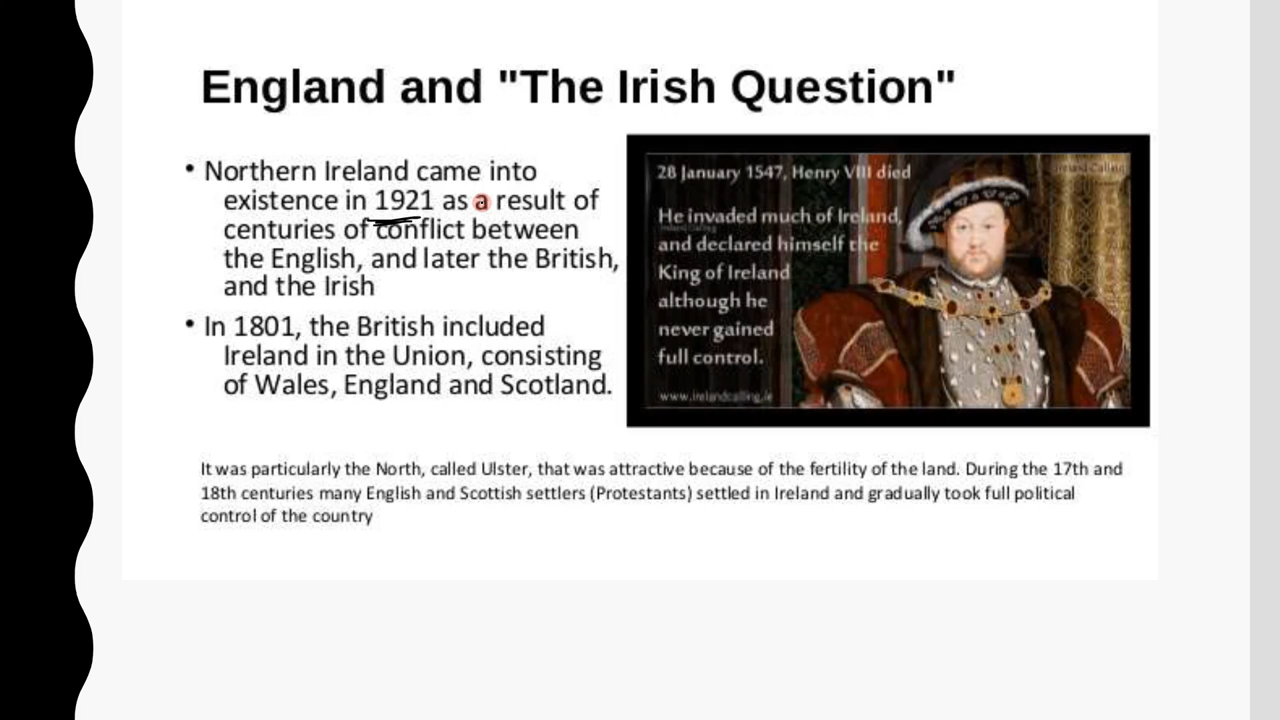 England and "The Irish Question"
• Northern Ireland came into
existence in 1921 as a result of
centuries of conflict between
the English, and later the British,
and the Irish
• In 1801, the British included
Ireland in the Union, consisting
of Wales, England and Scotland.
28 January 1547, Henry VIII died
He invaded much of Ireland,
and declared himself the
King of Ireland
although he
never gained
full control.
www.irelandcalling.ie
Ireland Calling
It was particularly the North, called Ulster, that was attractive because of the fertility of the land. During the 17th and
18th centuries many English and Scottish settlers (Protestants) settled in Ireland and gradually took full political
control of the country